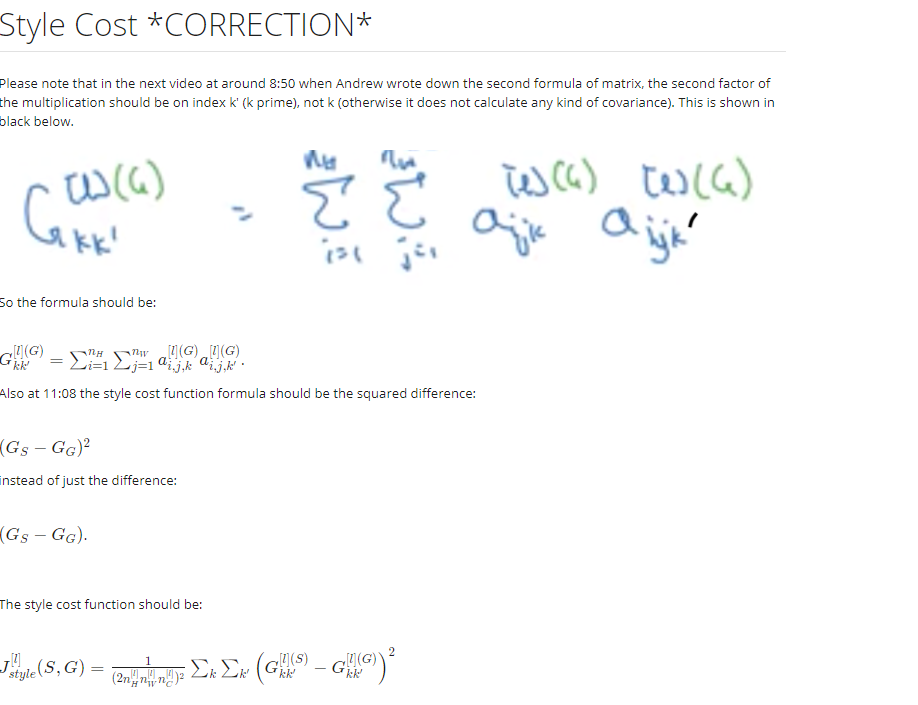 Style Cost *CORRECTION*
Please note that in the next video at around 8:50 when Andrew wrote down the second formula of matrix, the second factor of
the multiplication should be on index k' (k prime), not k (otherwise it does not calculate any kind of covariance). This is shown in
black below.
G_{kk'}^{[l](G)} = \sum_{i=1}^{n_H} \sum_{j=1}^{n_W} a_{ijk}^{[l](G)} a_{ijk'}^{[l](G)}
So the formula should be:
G_{kk'}^{[l](G)} = \sum_{i=1}^{n_H} \sum_{j=1}^{n_W} a_{i,j,k}^{[l](G)} a_{i,j,k'}^{[l](G)}.
Also at 11:08 the style cost function formula should be the squared difference:
(G_S − G_G)^2
instead of just the difference:
(G_S − G_G).
The style cost function should be:
J_{style}^{[l]}(S, G) = \frac{1}{(2n_H^{[l]} n_W^{[l]} n_C^{[l]})^2} \sum_k \sum_{k'} \left(G_{kk'}^{[l](S)} − G_{kk'}^{[l](G)}\right)^2